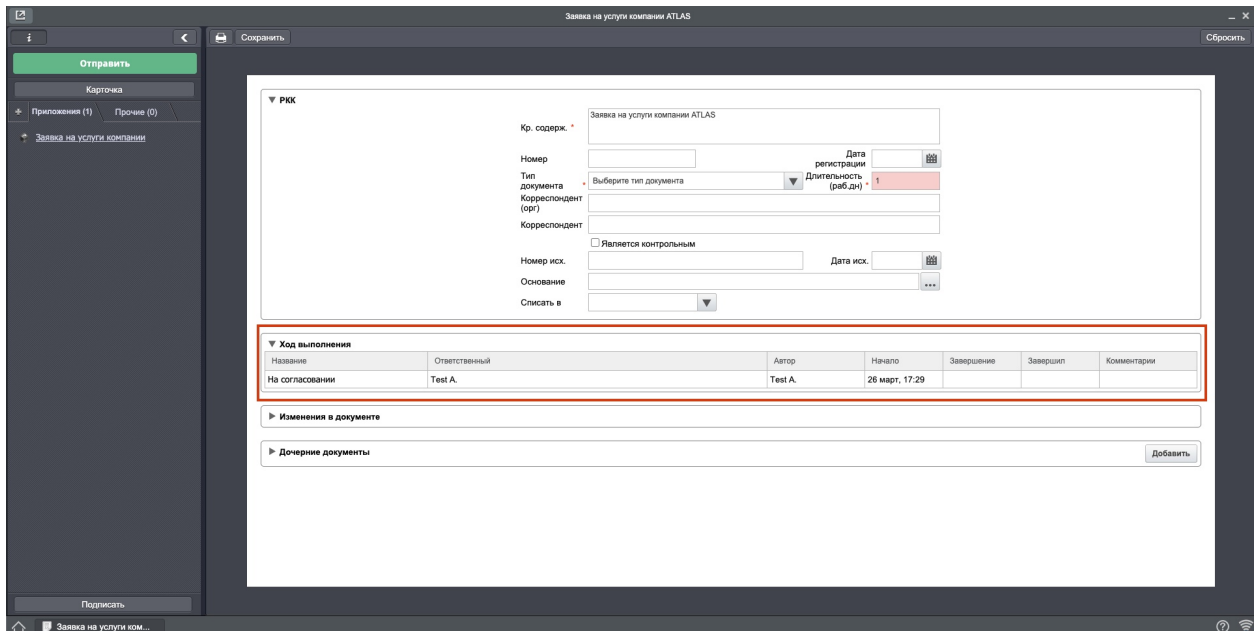 Заявка на услуги компании ATLAS
i
Сохранить
Сбросить
Отправить
Карточка
+ Приложения (1) Прочие (0)
Заявка на услуги компании
РКК
Кр. содерж. *
Заявка на услуги компании ATLAS
Номер
Дата
регистрации
Тип
документа *
Выберите тип документа
Длительность
(раб.дн) *
1
Корреспондент
(орг)
Корреспондент
Является контрольным
Номер исх.
Дата исх.
Основание
...
Списать в
Ход выполнения
Название Ответственный Автор Начало Завершение Завершил Комментарии
На согласовании Test A. Test A. 26 март, 17:29
Изменения в документе
Дочерние документы
Добавить
Подписать
Заявка на услуги ком...
?